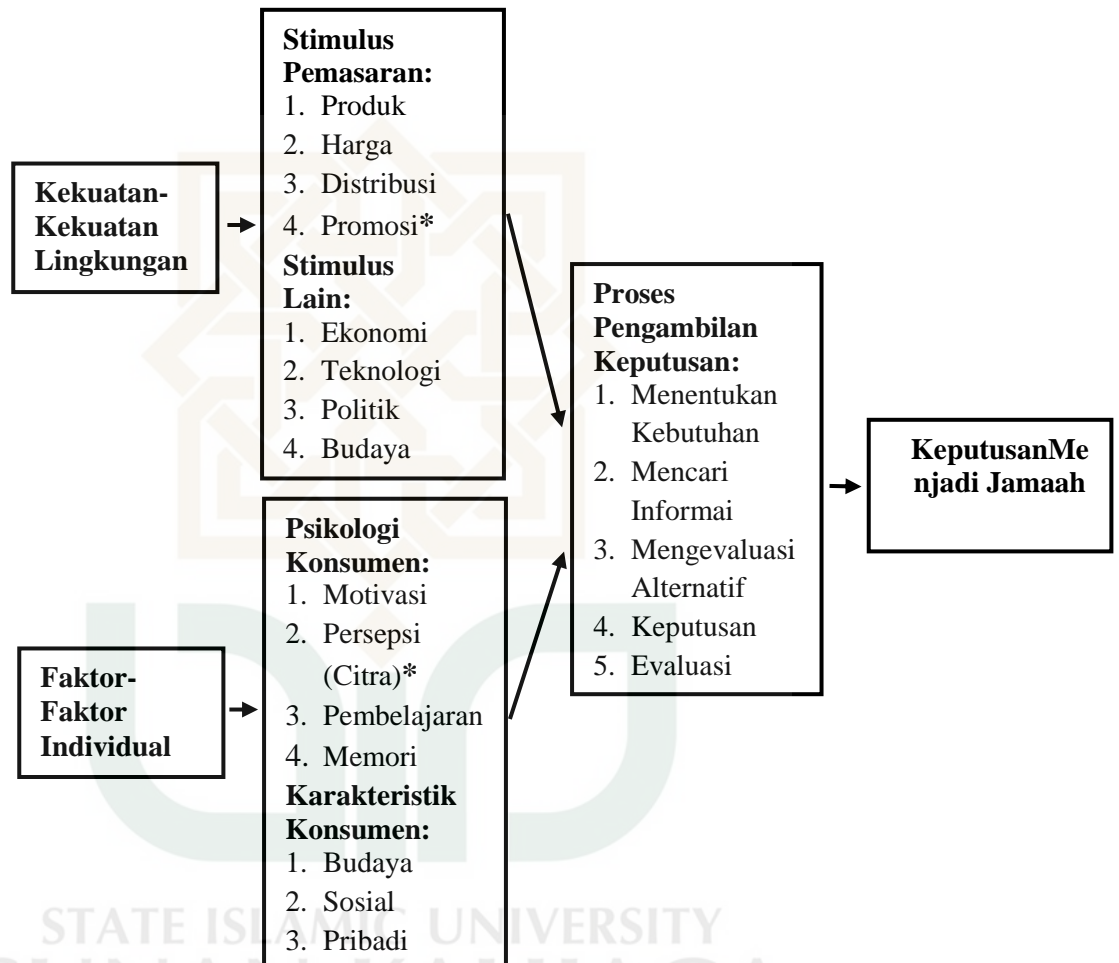 Stimulus
Pemasaran:
1. Produk
2. Harga
3. Distribusi
4. Promosi*
Stimulus
Lain:
1. Ekonomi
2. Teknologi
3. Politik
4. Budaya
Kekuatan-
Kekuatan
Lingkungan
Psikologi
Konsumen:
1. Motivasi
2. Persepsi
(Citra)*
3. Pembelajaran
4. Memori
Karakteristik
Konsumen:
1. Budaya
2. Sosial
3. Pribadi
Faktor-
Faktor
Individual
Proses
Pengambilan
Keputusan:
1. Menentukan
Kebutuhan
2. Mencari
Informai
3. Mengevaluasi
Alternatif
4. Keputusan
5. Evaluasi
KeputusanMe
njadi Jamaah
STATE ISLAMIC UNIVERSITY